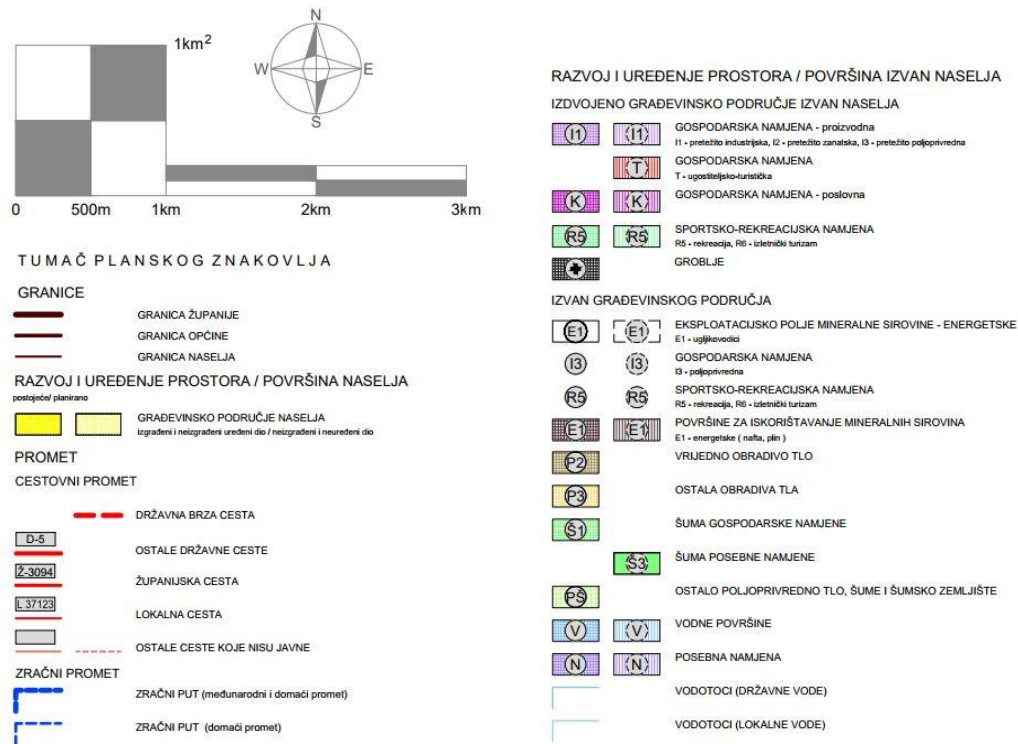 1km²
N
W E
S
0 500m 1km 2km 3km
TUMAČ PLANSKOG ZNAKOVLJA
GRANICE
GRANICA ŽUPANIJE
GRANICA OPĆINE
GRANICA NASELJA
RAZVOJ I UREĐENJE PROSTORA / POVRŠINA NASELJA
postojeće/ planirano
GRAĐEVINSKO PODRUČJE NASELJA
izgrađeni i neizgrađeni uređeni dio / neizgrađeni i neuređeni dio
PROMET
CESTOVNI PROMET
DRŽAVNA BRZA CESTA
D-5
OSTALE DRŽAVNE CESTE
Ž-3094
ŽUPANIJSKA CESTA
L 37123
LOKALNA CESTA
OSTALE CESTE KOJE NISU JAVNE
ZRAČNI PROMET
ZRAČNI PUT (međunarodni i domaći promet)
ZRAČNI PUT (domaći promet)
RAZVOJ I UREĐENJE PROSTORA / POVRŠINA IZVAN NASELJA
IZDVOJENO GRAĐEVINSKO PODRUČJE IZVAN NASELJA
I1 I1 GOSPODARSKA NAMJENA - proizvodna
I1 - pretežito industrijska, I2 - pretežito zanatska, I3 - pretežito poljoprivredna
T GOSPODARSKA NAMJENA
T - ugostiteljsko-turistička
K K GOSPODARSKA NAMJENA - poslovna
R5 R5 SPORTSKO-REKREACIJSKA NAMJENA
R5 - rekreacija, R6 - izletnički turizam
GROBLJE
IZVAN GRAĐEVINSKOG PODRUČJA
E1 E1 EKSPLOATACIJSKO POLJE MINERALNE SIROVINE - ENERGETSKE
E1 - ugljikovodici
I3 I3 GOSPODARSKA NAMJENA
I3 - poljoprivredna
R5 R5 SPORTSKO-REKREACIJSKA NAMJENA
R5 - rekreacija, R6 - izletnički turizam
E1 E1 POVRŠINE ZA ISKORIŠTAVANJE MINERALNIH SIROVINA
E1 - energetske ( nafta, plin )
P2 VRIJEDNO OBRADIVO TLO
P3 OSTALA OBRADIVA TLA
Š1 ŠUMA GOSPODARSKE NAMJENE
Š3 ŠUMA POSEBNE NAMJENE
PŠ OSTALO POLJOPRIVREDNO TLO, ŠUME I ŠUMSKO ZEMLJIŠTE
V V VODNE POVRŠINE
N N POSEBNA NAMJENA
VODOTOCI (DRŽAVNE VODE)
VODOTOCI (LOKALNE VODE)